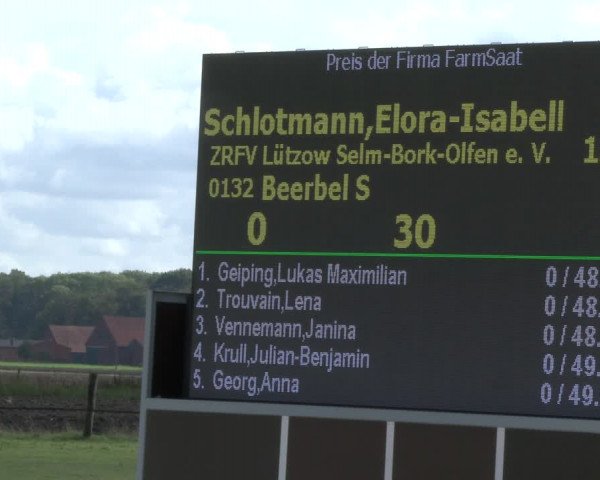 Preis der Firma FarmSaat
Schlotmann,Elora-Isabell
ZRFV Lützow Selm-Bork-Olfen e. V. 1
0132 Beerbel S
0 30
1. Geiping,Lukas Maximilian 0 / 48.
2. Trouvain,Lena 0 / 48.
3. Vennemann,Janina 0 / 48.
4. Krull,Julian-Benjamin 0 / 49.
5. Georg,Anna 0 / 49.